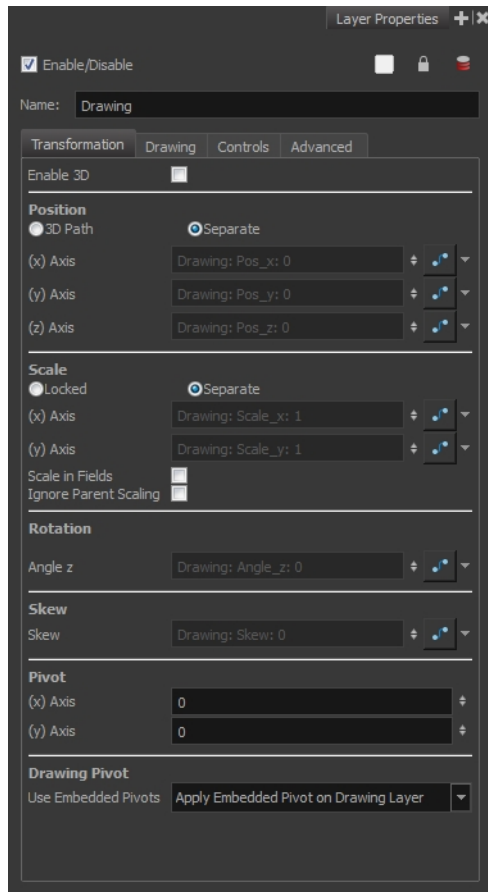 Layer Properties
Enable/Disable
Name: Drawing
Transformation Drawing Controls Advanced
Enable 3D
Position
3D Path Separate
(x) Axis Drawing: Pos_x: 0
(y) Axis Drawing: Pos_y: 0
(z) Axis Drawing: Pos_z: 0
Scale
Locked Separate
(x) Axis Drawing: Scale_x: 1
(y) Axis Drawing: Scale_y: 1
Scale in Fields
Ignore Parent Scaling
Rotation
Angle z Drawing: Angle_z: 0
Skew
Skew Drawing: Skew: 0
Pivot
(x) Axis 0
(y) Axis 0
Drawing Pivot
Use Embedded Pivots Apply Embedded Pivot on Drawing Layer